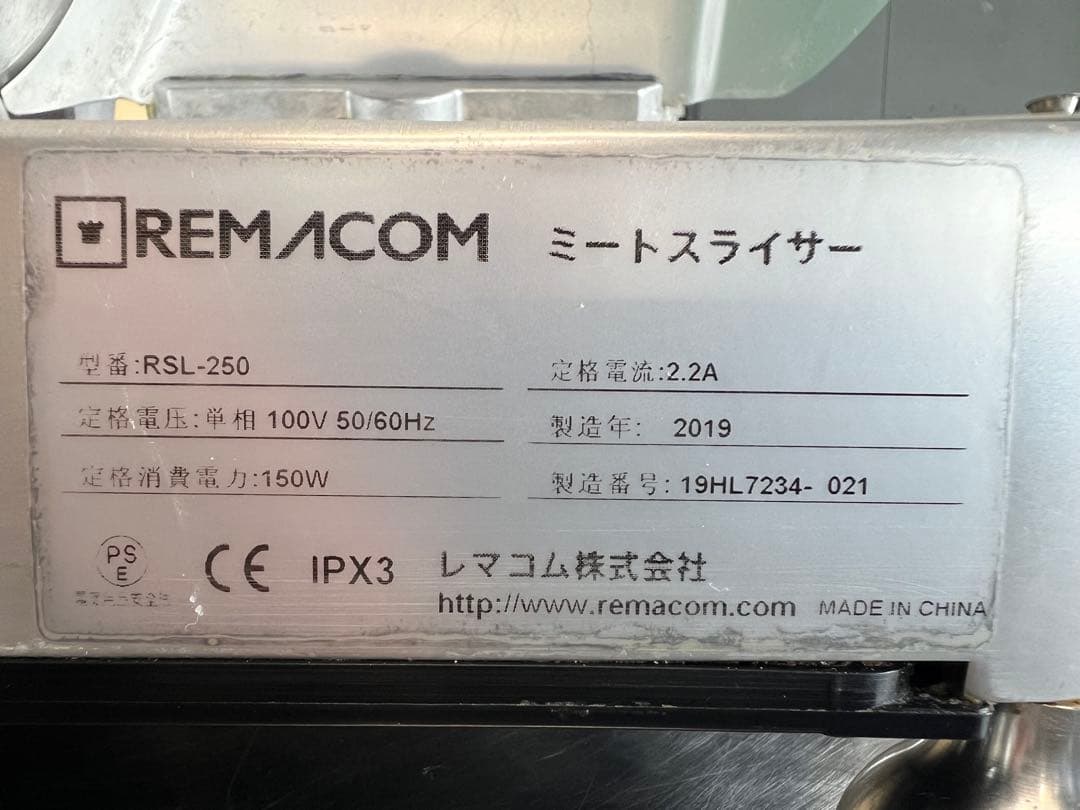 REMACOM ミートスライサー
型番:RSL-250
定格電流:2.2A
定格電圧:単相 100V 50/60Hz
製造年: 2019
定格消費電力:150W
製造番号: 19HL7234- 021
PS
E
CE IPX3 レマコム株式会社
http://www.remacom.com MADE IN CHINA